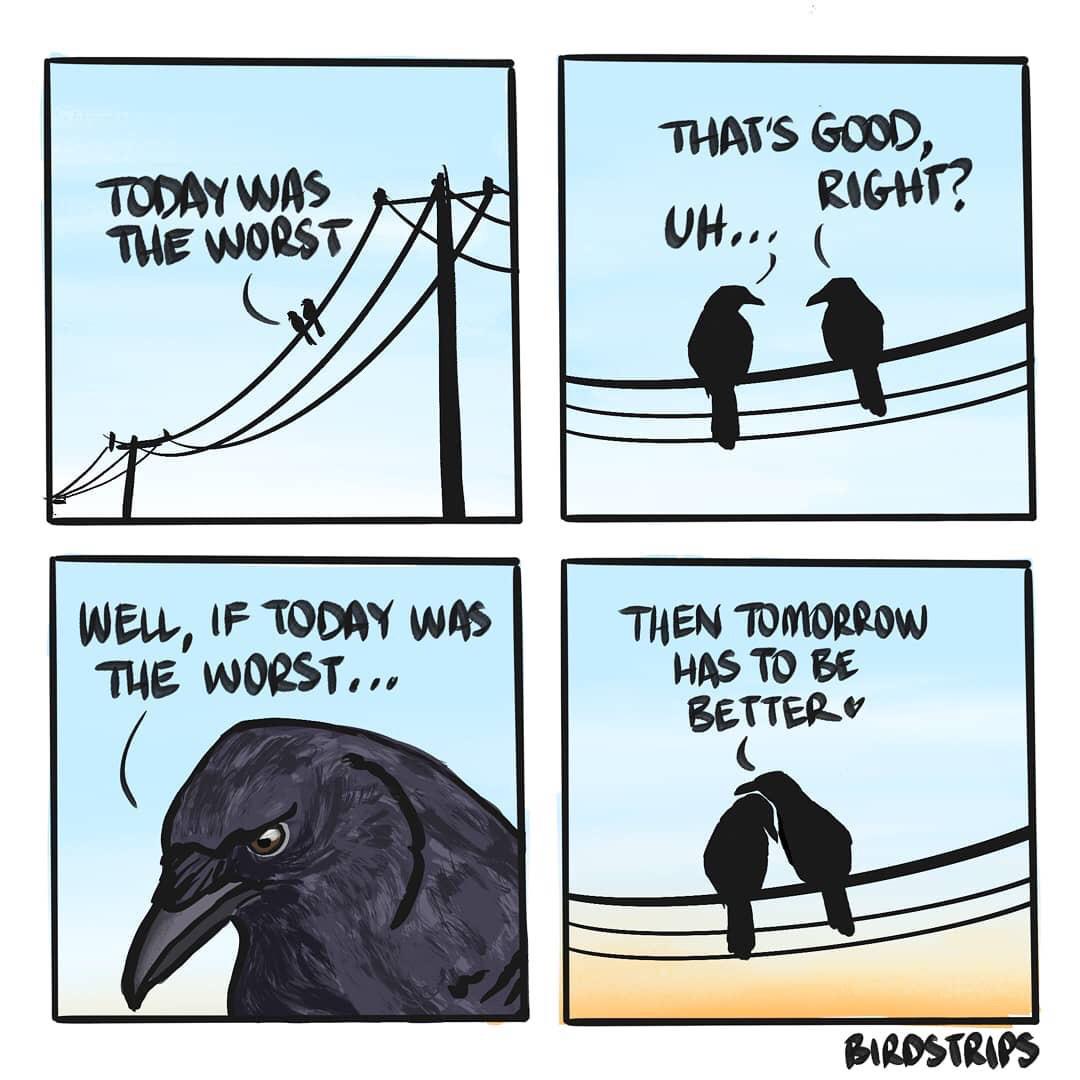 TODAY WAS
THE WORST
THAT'S GOOD,
RIGHT?
UH...
WELL, IF TODAY WAS
THE WORST...
THEN TOMORROW
HAS TO BE
BETTER♥
BIRDSTRIPS